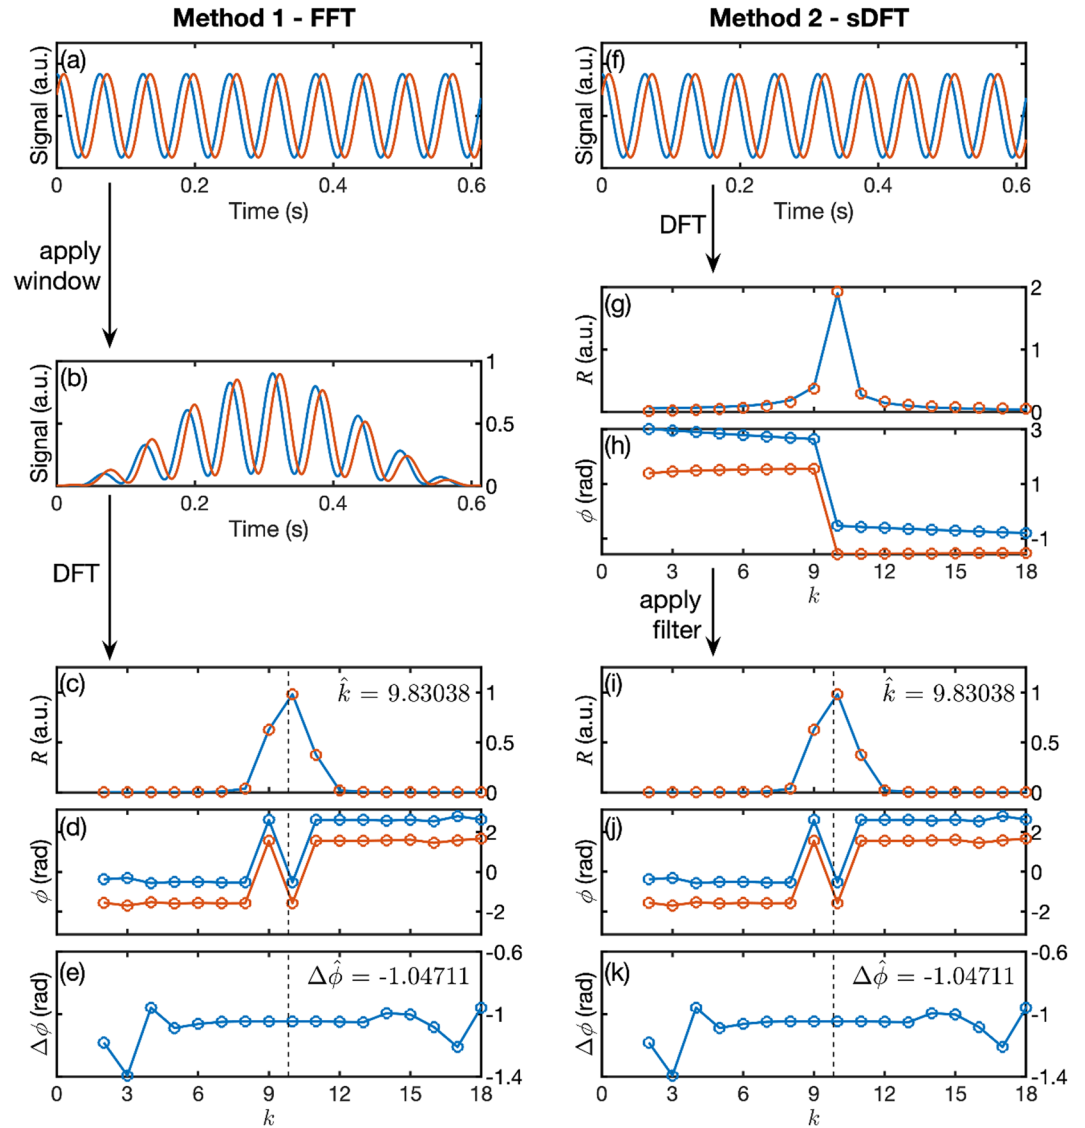 Method 1 - FFT
(a)
Signal (a.u.)
0 0.2 0.4 0.6
Time (s)
apply
window
(b)
Signal (a.u.)
1
0.5
0
0 0.2 0.4 0.6
Time (s)
DFT
(c)
R (a.u.)
k̂ = 9.83038
1
0.5
0
(d)
ϕ (rad)
2
0
-2
(e)
Δϕ (rad)
Δϕ̂ = -1.04711
-0.6
-1
-1.4
0 3 6 9 12 15 18
k
Method 2 - sDFT
(f)
Signal (a.u.)
0 0.2 0.4 0.6
Time (s)
DFT
(g)
R (a.u.)
2
1
0
(h)
ϕ (rad)
3
1
-1
0 3 6 9 12 15 18
k
apply
filter
(i)
R (a.u.)
k̂ = 9.83038
1
0.5
0
(j)
ϕ (rad)
2
0
-2
(k)
Δϕ (rad)
Δϕ̂ = -1.04711
-0.6
-1
-1.4
0 3 6 9 12 15 18
k